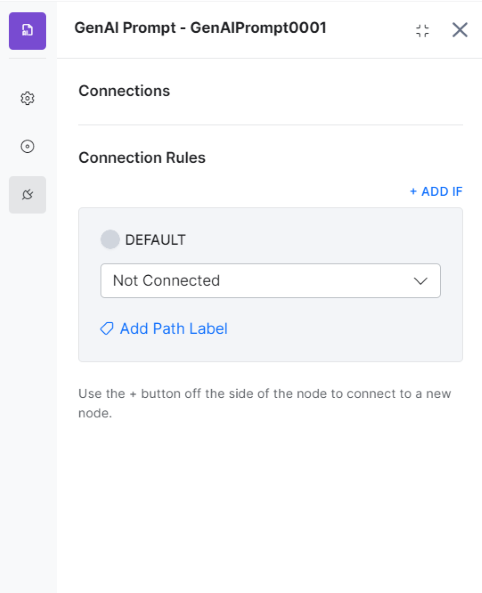 GenAI Prompt - GenAIPrompt0001
Connections
Connection Rules
+ ADD IF
DEFAULT
Not Connected
Add Path Label
Use the + button off the side of the node to connect to a new
node.